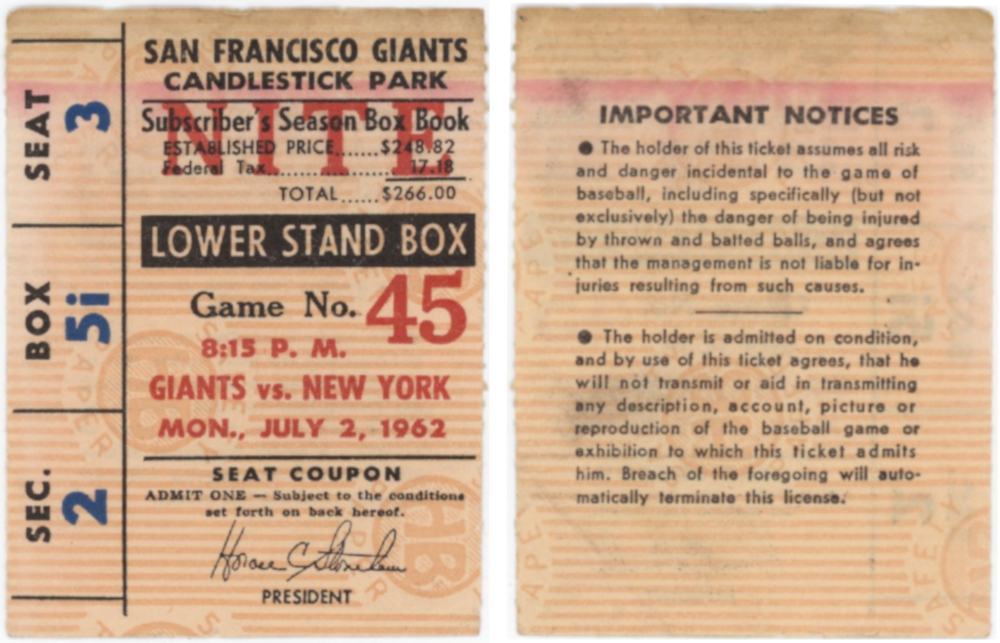 SEAT 3
BOX 5i
SEC. 2
SAN FRANCISCO GIANTS
CANDLESTICK PARK
NITE
Subscriber's Season Box Book
ESTABLISHED PRICE.......$248.82
Federal Tax.................... 17.18
TOTAL......$266.00
LOWER STAND BOX
Game No. 45
8:15 P. M.
GIANTS vs. NEW YORK
MON., JULY 2, 1962
SEAT COUPON
ADMIT ONE — Subject to the conditions
set forth on back hereof.
Horace C Stoneham
PRESIDENT
IMPORTANT NOTICES
● The holder of this ticket assumes all risk
and danger incidental to the game of
baseball, including specifically (but not
exclusively) the danger of being injured
by thrown and batted balls, and agrees
that the management is not liable for in-
juries resulting from such causes.
● The holder is admitted on condition,
and by use of this ticket agrees, that he
will not transmit or aid in transmitting
any description, account, picture or
reproduction of the baseball game or
exhibition to which this ticket admits
him. Breach of the foregoing will auto-
matically terminate this license.